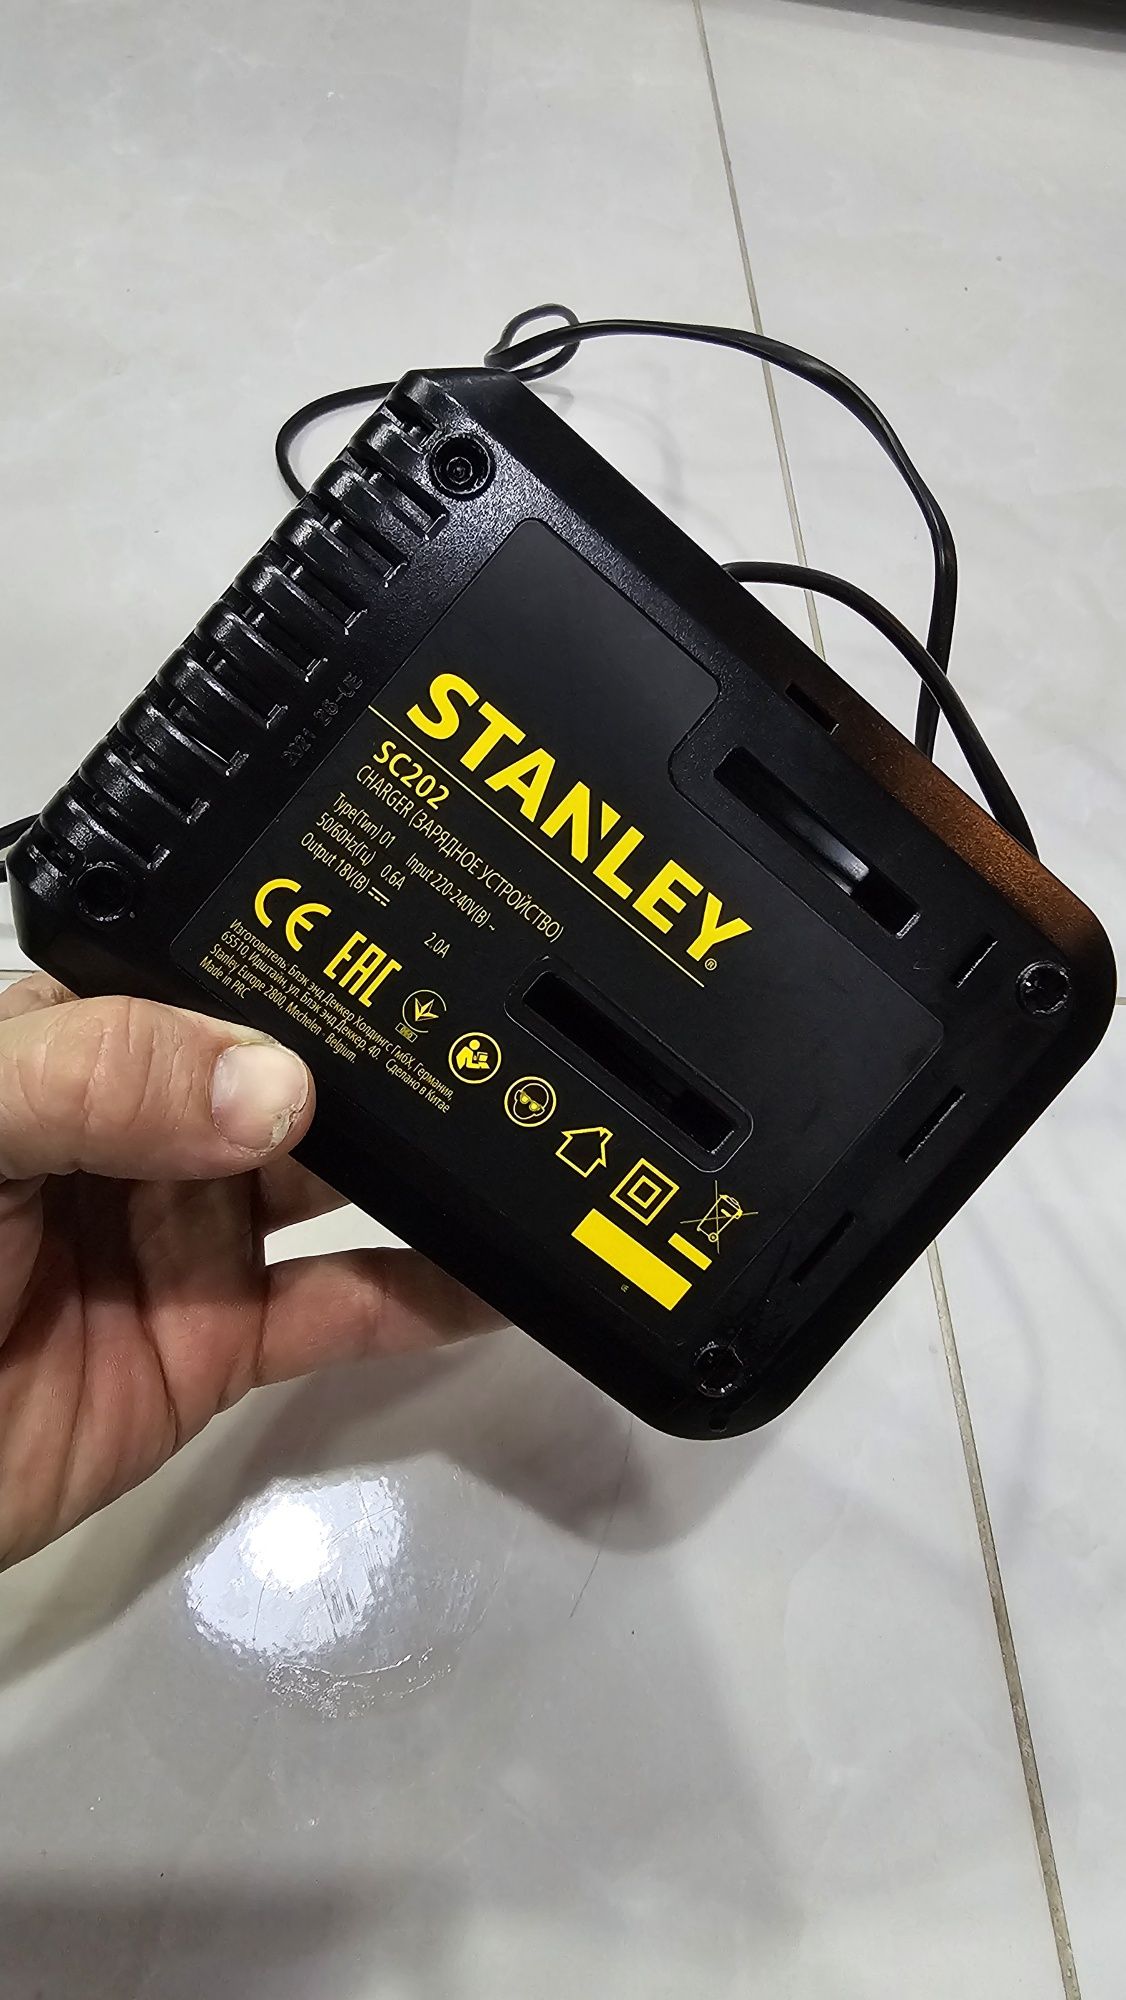 STANLEY®
SC202
CHARGER (ЗАРЯДНОЕ УСТРОЙСТВО)
Type(Тип) 01 Input 220-240V(В) ~
50/60Hz(гц) 0.6A
Output 18V(В) 2.0A
CE EAC
Изготовитель, Блэк энд Деккер Холдингс ГмбХ, Германия,
65510, Идштайн, ул. Блэк энд Деккер, 40. Сделано в Китае
Stanley Europe 2800, Mechelen - Belgium.
Made in PRC